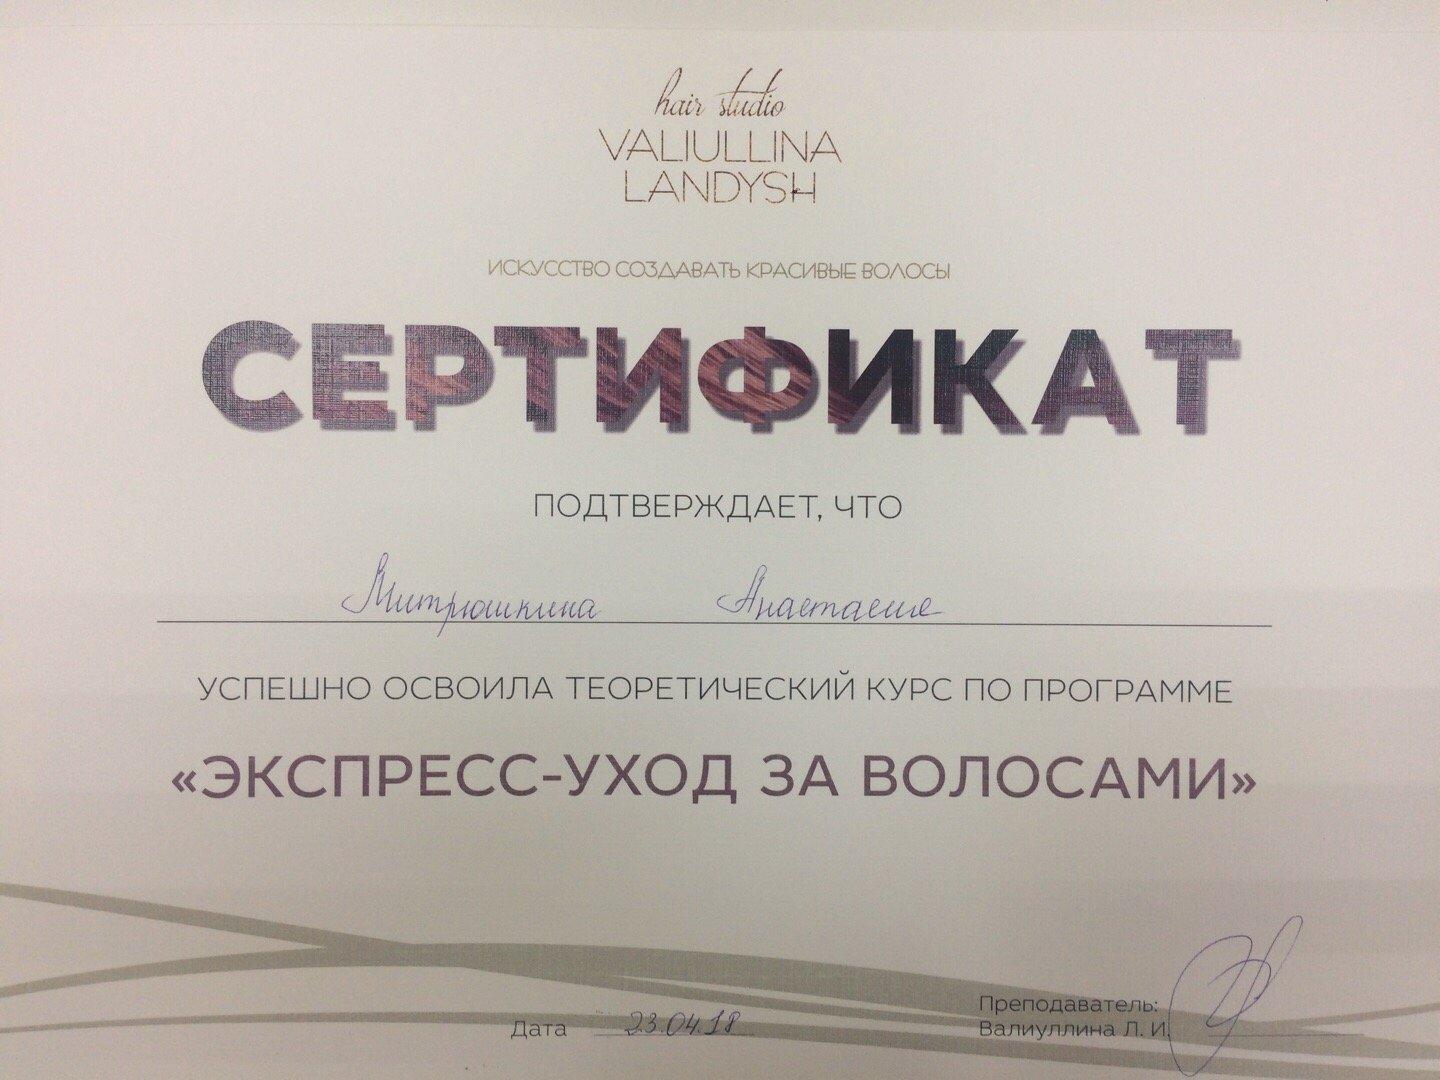 hair studio
VALIULLINA
LANDYSH
ИСКУССТВО СОЗДАВАТЬ КРАСИВЫЕ ВОЛОСЫ
СЕРТИФИКАТ
ПОДТВЕРЖДАЕТ, ЧТО
Митрюшкина Анастасия
УСПЕШНО ОСВОИЛА ТЕОРЕТИЧЕСКИЙ КУРС ПО ПРОГРАММЕ
«ЭКСПРЕСС-УХОД ЗА ВОЛОСАМИ»
Дата 23.04.18
Преподаватель:
Валиуллина Л. И.